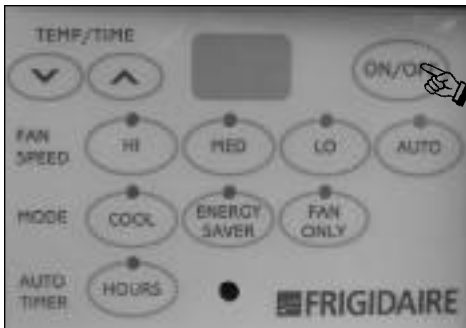 TEMP/TIME
ON/OFF
FAN SPEED
HI
MED
LO
AUTO
MODE
COOL
ENERGY SAVER
FAN ONLY
AUTO TIMER
HOURS
FRIGIDAIRE